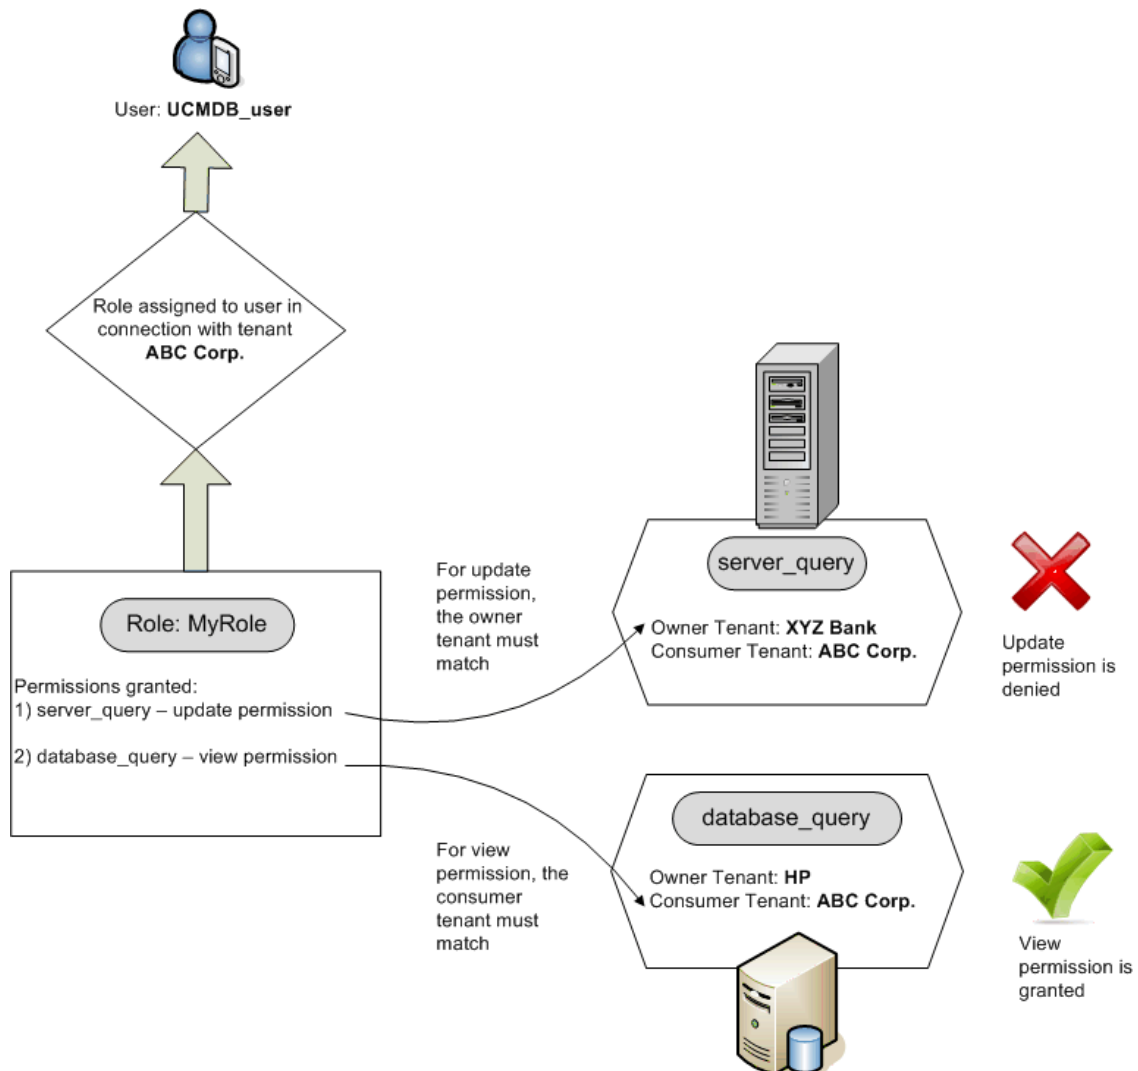 User: UCMDB_user
Role assigned to user in
connection with tenant
ABC Corp.
Role: MyRole
Permissions granted:
1) server_query – update permission
2) database_query – view permission
For update
permission,
the owner
tenant must
match
server_query
Owner Tenant: XYZ Bank
Consumer Tenant: ABC Corp.
Update
permission is
denied
For view
permission, the
consumer
tenant must
match
database_query
Owner Tenant: HP
Consumer Tenant: ABC Corp.
View
permission is
granted